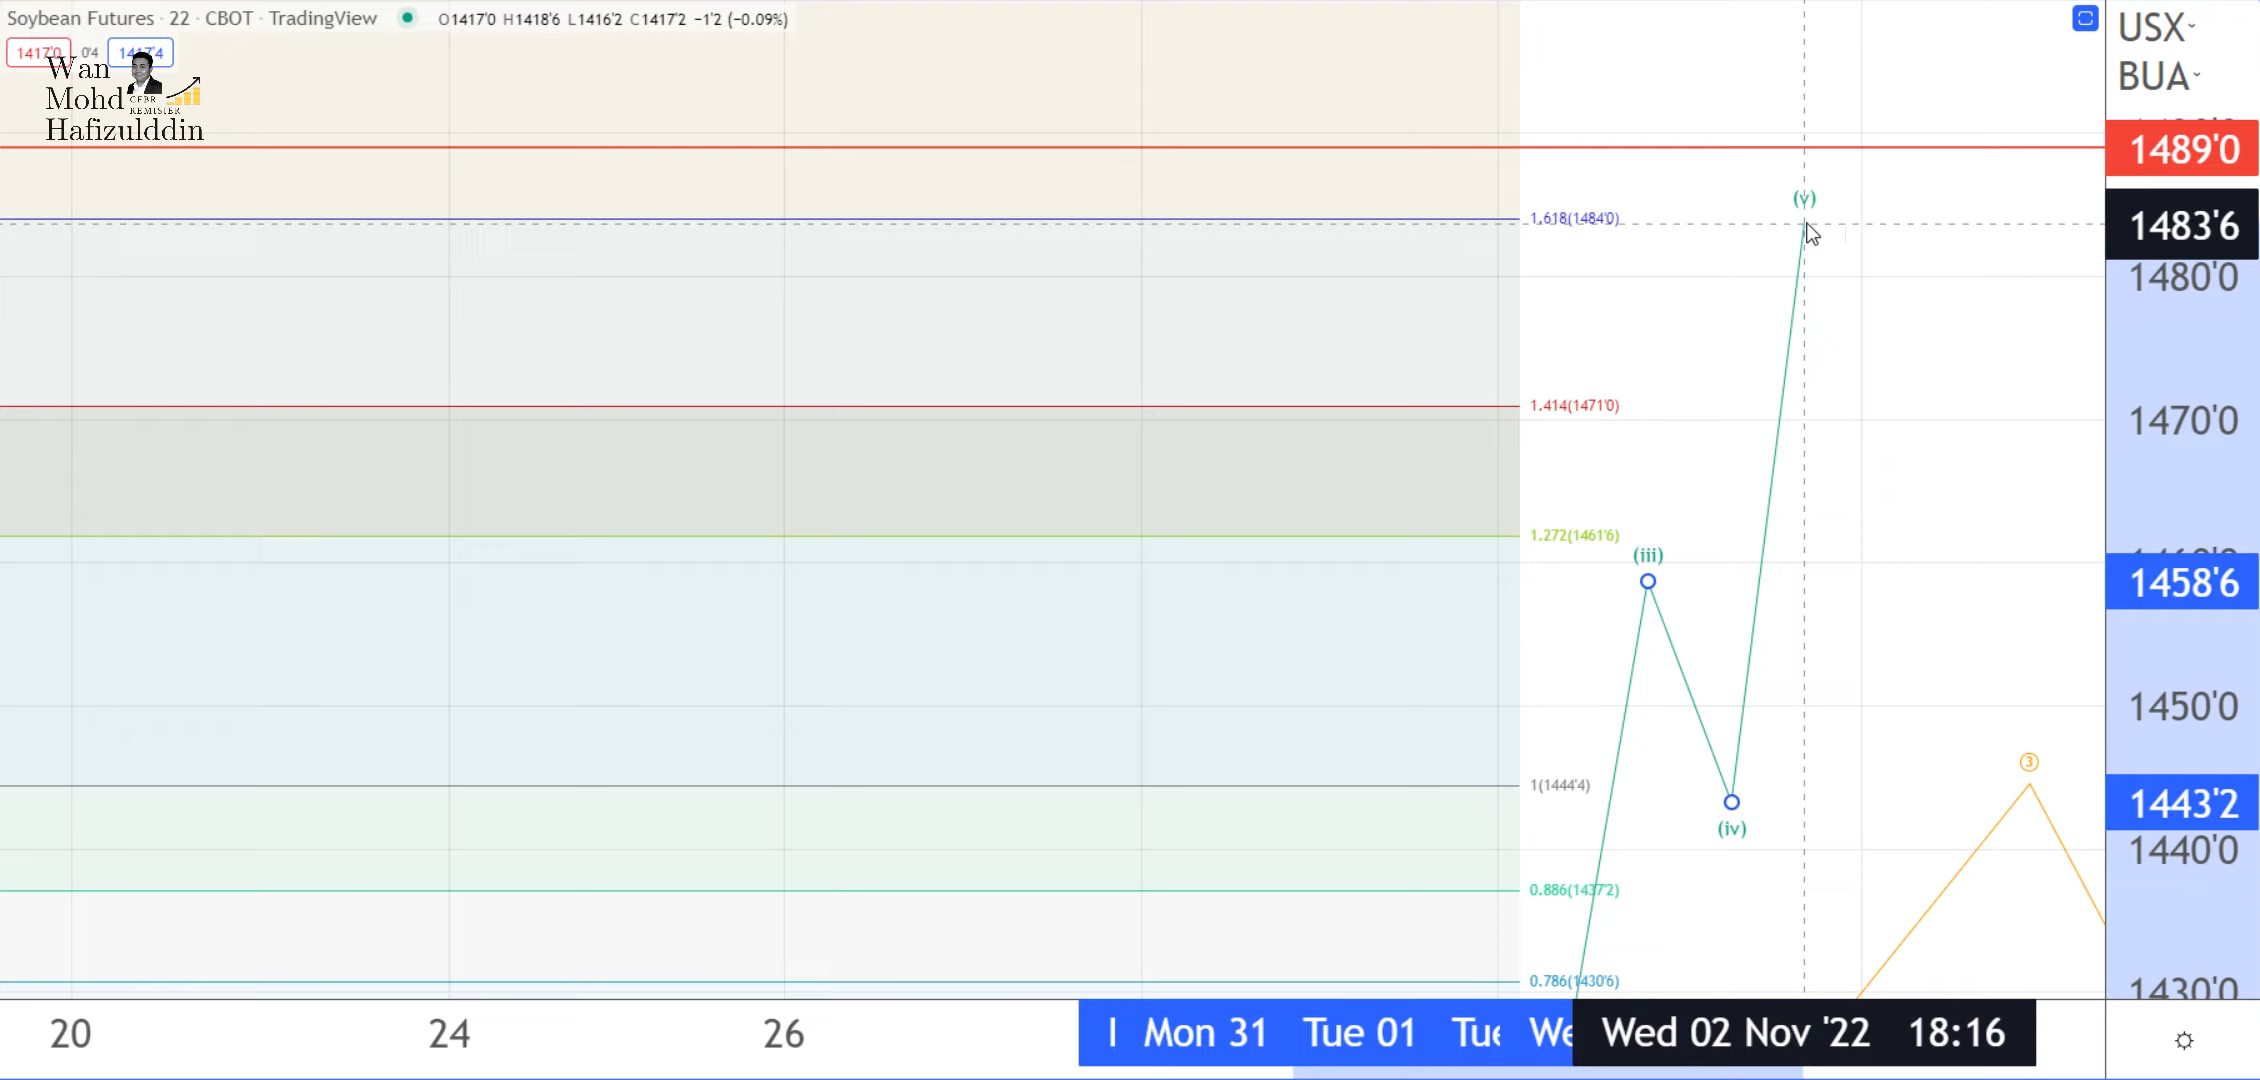 Soybean Futures · 22 · CBOT · TradingView O1417'0 H1418'6 L1416'2 C1417'2 −1'2 (−0.09%)
1417'0 0'4 1417'4
Wan
Mohd CFBR
REMISIER
Hafizulddin
USX
BUA
1489'0
(v)
1.618(1484'0)
1483'6
1480'0
1.414(1471'0)
1470'0
1.272(1461'6)
(iii)
1458'6
1450'0
3
1(1444'4)
1443'2
(iv)
1440'0
0.886(1437'2)
0.786(1430'6)
1430'0
20 24 26 Mon 31 Tue 01 Wed 02 Nov '22 18:16